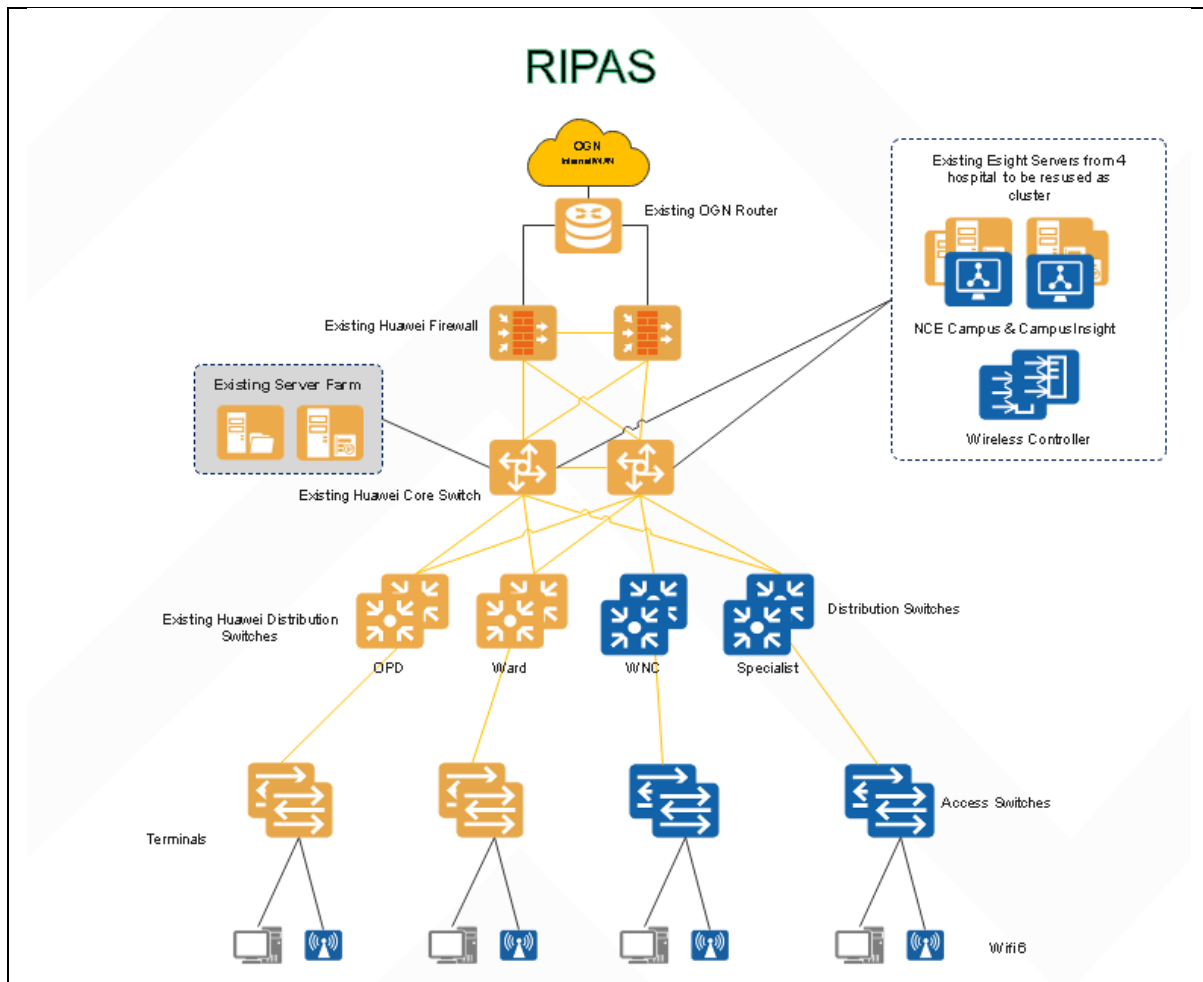 RIPAS
OGN
Internet/WAN
Existing OGN Router
Existing Esight Servers from 4
hospital to be resused as
cluster
NCE Campus & CampusInsight
Wireless Controller
Existing Huawei Firewall
Existing Server Farm
Existing Huawei Core Switch
Existing Huawei Distribution
Switches
OPD
Ward
WNC
Specialist
Distribution Switches
Access Switches
Terminals
Wifi6